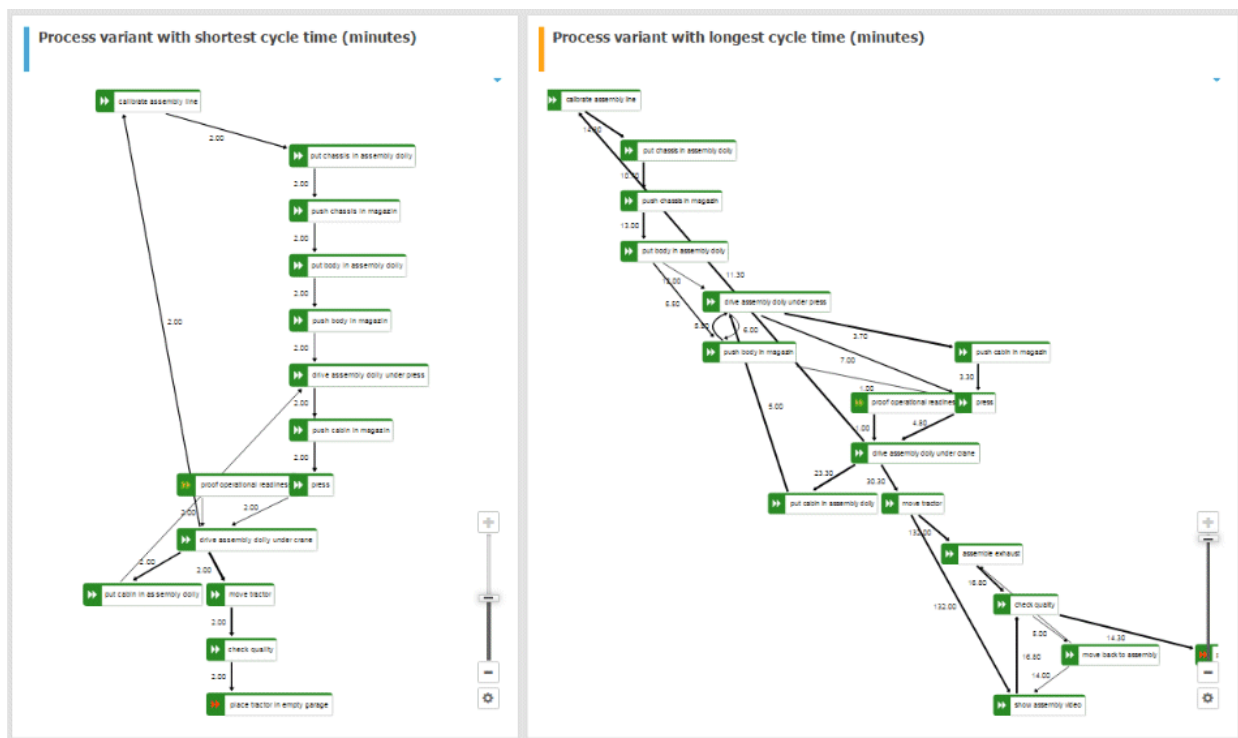 Process variant with shortest cycle time (minutes)
calibrate assembly line
2.00
put chassis in assembly dolly
2.00
push chassis in magazin
2.00
put body in assembly dolly
2.00
push body in magazin
2.00
2.00
drive assembly dolly under press
2.00
push cabin in magazin
2.00
proof operational readines
press
2.00
2.00
drive assembly dolly under crane
2.00
2.00
put cabin in assembly dolly
move tractor
2.00
check quality
2.00
place tractor in empty garage
Process variant with longest cycle time (minutes)
calibrate assembly line
put chassis in assembly dolly
push chassis in magazin
13.00
put body in assembly dolly
11.30
drive assembly dolly under press
6.00
3.70
push body in magazin
7.00
push cabin in magazin
3.30
1.00
proof operational readines
press
5.00
1.00
4.80
drive assembly dolly under crane
23.30
30.30
put cabin in assembly dolly
move tractor
132.00
assemble exhaust
16.80
132.00
check quality
5.00
14.30
16.80
move back to assembly
14.00
show assembly video